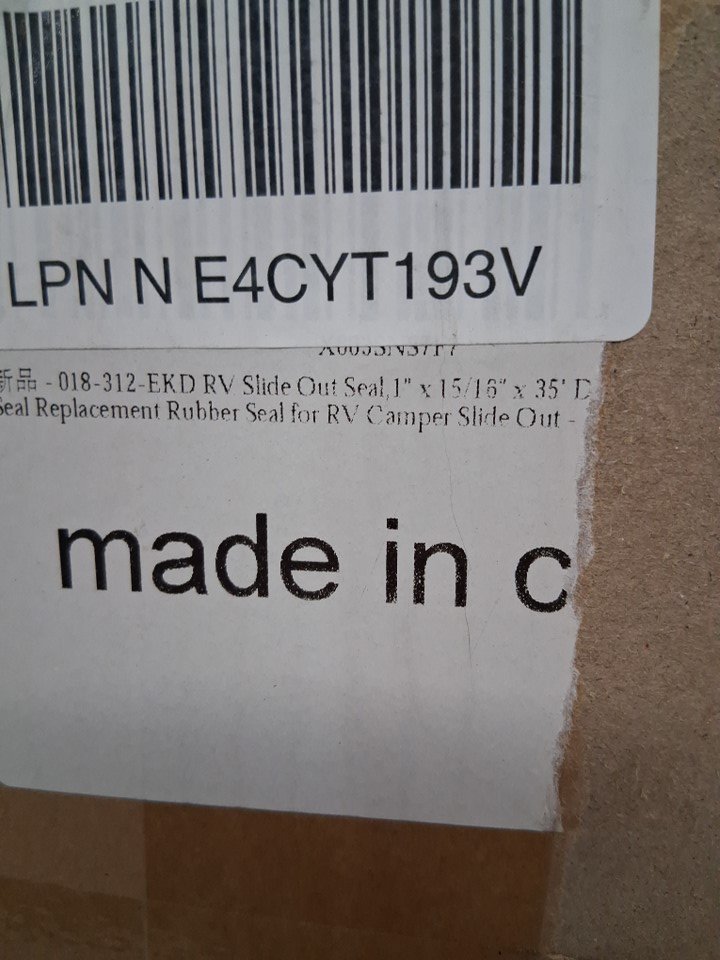 LPN N E4CYT193V
新品 - 018-312-EKD RV Slide Out Seal,1" x 15/16" x 35' D
Seal Replacement Rubber Seal for RV Camper Slide Out -
made in c